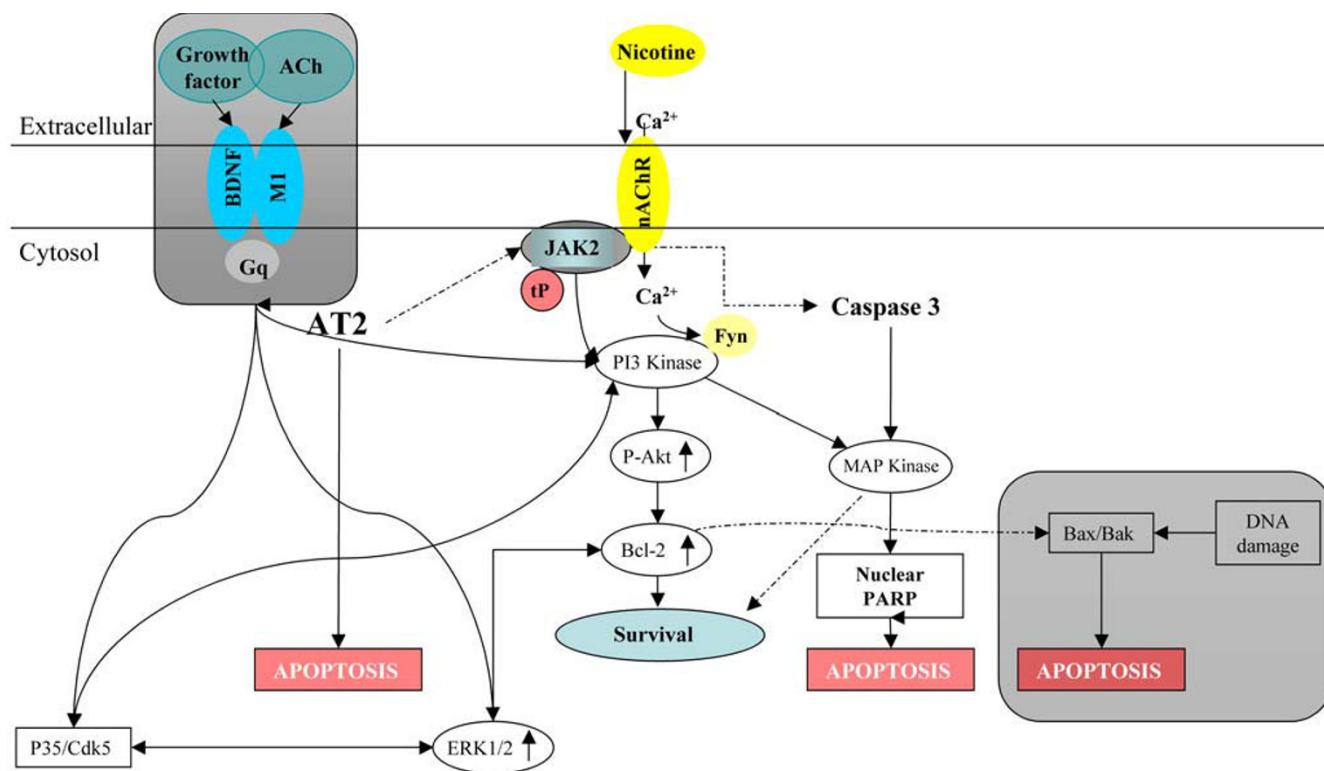 Growth
factor
ACh
Nicotine
Extracellular
Ca²⁺
BDNF
M1
nAChR
Cytosol
Gq
JAK2
tP
Ca²⁺
AT2
Caspase 3
Fyn
PI3 Kinase
P-Akt
MAP Kinase
Bcl-2
Bax/Bak
DNA
damage
Nuclear
PARP
Survival
APOPTOSIS
APOPTOSIS
APOPTOSIS
P35/Cdk5
ERK1/2